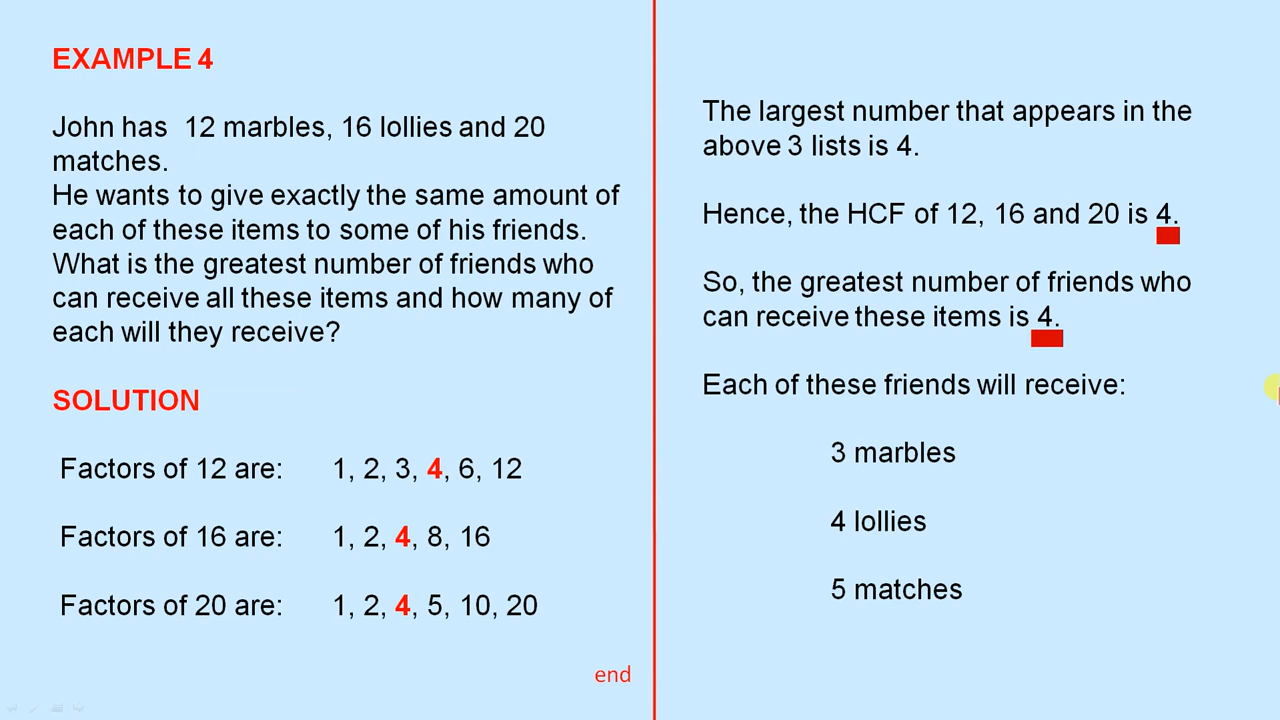 EXAMPLE 4
John has 12 marbles, 16 lollies and 20
matches.
He wants to give exactly the same amount of
each of these items to some of his friends.
What is the greatest number of friends who
can receive all these items and how many of
each will they receive?
SOLUTION
Factors of 12 are: 1, 2, 3, 4, 6, 12
Factors of 16 are: 1, 2, 4, 8, 16
Factors of 20 are: 1, 2, 4, 5, 10, 20
end
The largest number that appears in the
above 3 lists is 4.
Hence, the HCF of 12, 16 and 20 is 4.
So, the greatest number of friends who
can receive these items is 4.
Each of these friends will receive:
3 marbles
4 lollies
5 matches